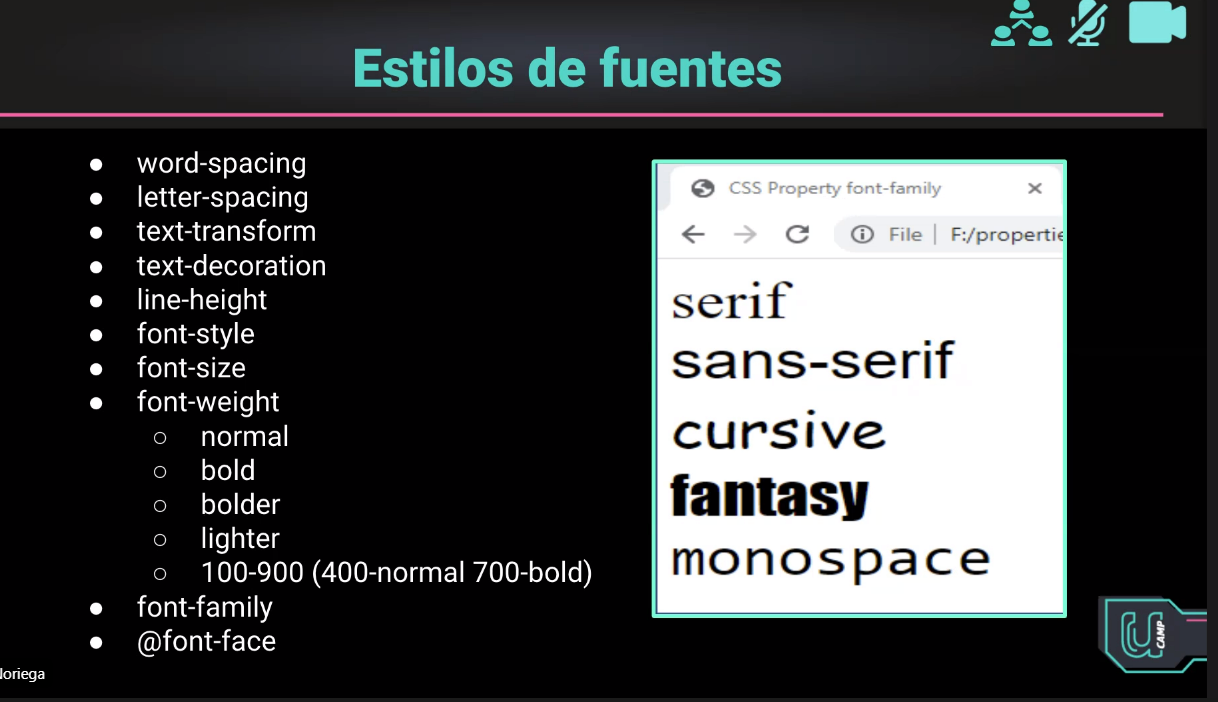 Estilos de fuentes
word-spacing
letter-spacing
text-transform
text-decoration
line-height
font-style
font-size
font-weight
normal
bold
bolder
lighter
100-900 (400-normal 700-bold)
font-family
@font-face
CSS Property font-family
File | F:/propertie
serif
sans-serif
cursive
fantasy
monospace
U CAMP
Noriega